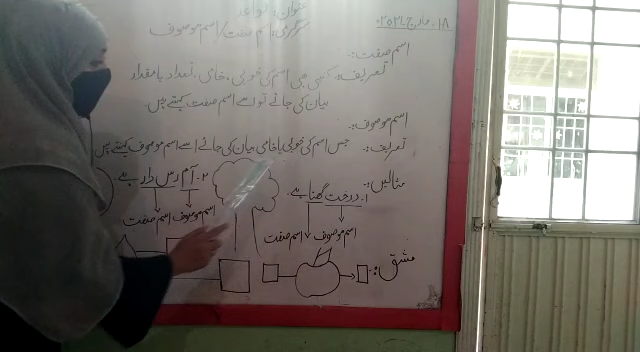 عنوان: قواعد
۱۸۔مارچ۔۲۰۲۱
سرگرمی: اسم صفت/اسم موصوف
اسم صفت:
تعریف: کسی بھی اسم کی خوبی، خامی، تعداد یا مقدار
بیان کی جائے تو اسے اسم صفت کہتے ہیں۔
اسم موصوف:
تعریف: جس اسم کی خوبی یا خامی بیان کی جائے اسے اسم موصوف کہتے ہیں
مثالیں:
۱۔ درخت گھنا ہے
۲۔ آم رس دار ہے۔
اسم موصوف اسم صفت
اسم موصوف اسم صفت
مشق: